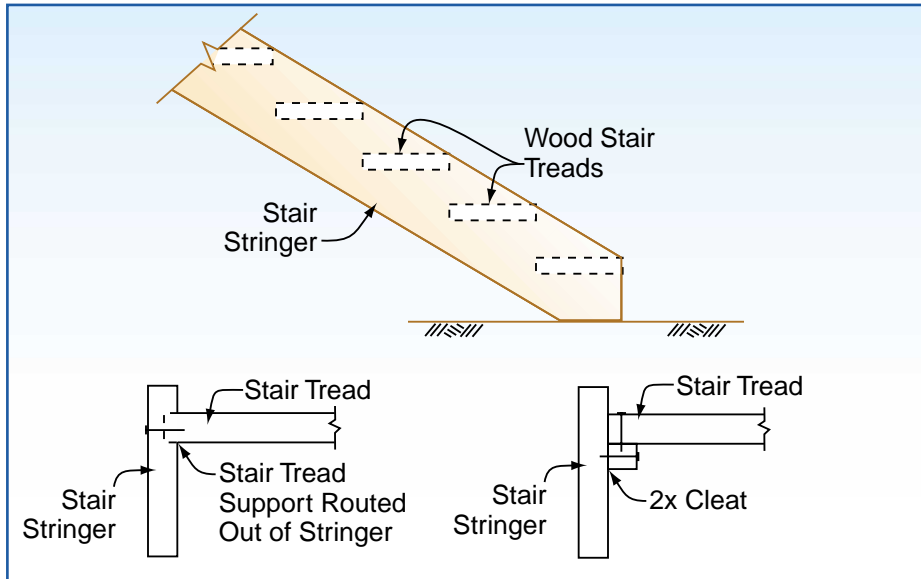 Wood Stair
Treads
Stair
Stringer
Stair Tread
Stair Tread
Support Routed
Out of Stringer
Stair
Stringer
Stair Tread
2x Cleat
Stair
Stringer